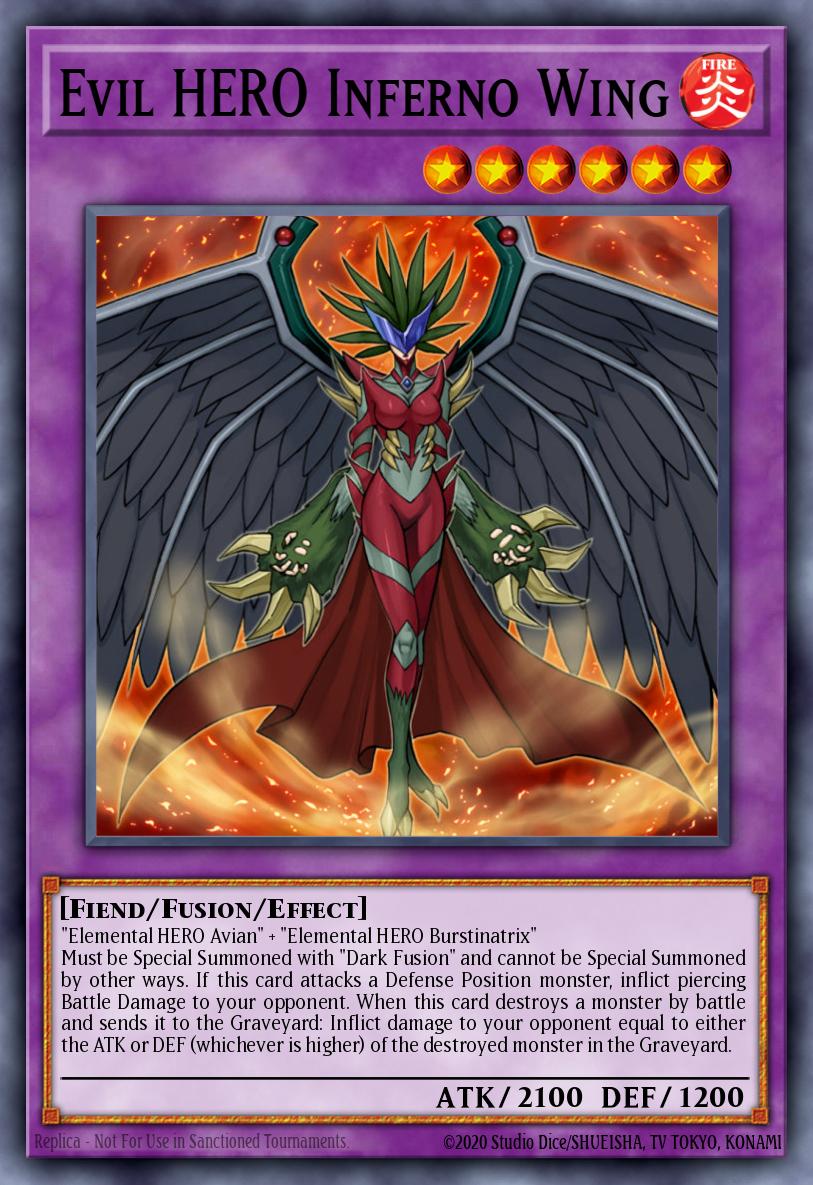 Evil HERO Inferno Wing
FIRE
炎
[Fiend/Fusion/Effect]
"Elemental HERO Avian" + "Elemental HERO Burstinatrix"
Must be Special Summoned with "Dark Fusion" and cannot be Special Summoned
by other ways. If this card attacks a Defense Position monster, inflict piercing
Battle Damage to your opponent. When this card destroys a monster by battle
and sends it to the Graveyard: Inflict damage to your opponent equal to either
the ATK or DEF (whichever is higher) of the destroyed monster in the Graveyard.
ATK/2100 DEF/1200
Replica - Not For Use in Sanctioned Tournaments.
©2020 Studio Dice/SHUEISHA, TV TOKYO, KONAMI